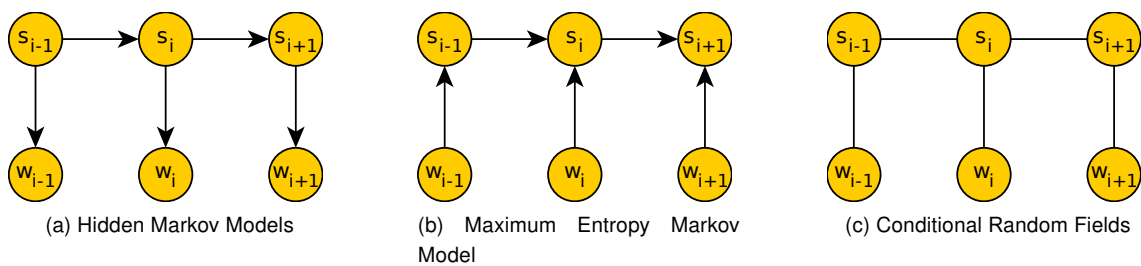 s_{i-1} s_i s_{i+1}
w_{i-1} w_i w_{i+1}
(a) Hidden Markov Models
s_{i-1} s_i s_{i+1}
w_{i-1} w_i w_{i+1}
(b) Maximum Entropy Markov
Model
s_{i-1} s_i s_{i+1}
w_{i-1} w_i w_{i+1}
(c) Conditional Random Fields